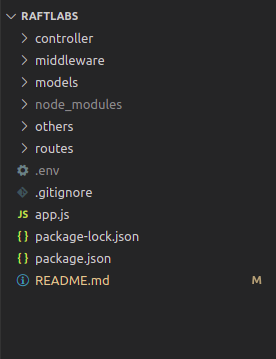 RAFTLABS
controller
middleware
models
node_modules
others
routes
.env
.gitignore
JS app.js
{ } package-lock.json
{ } package.json
README.md M